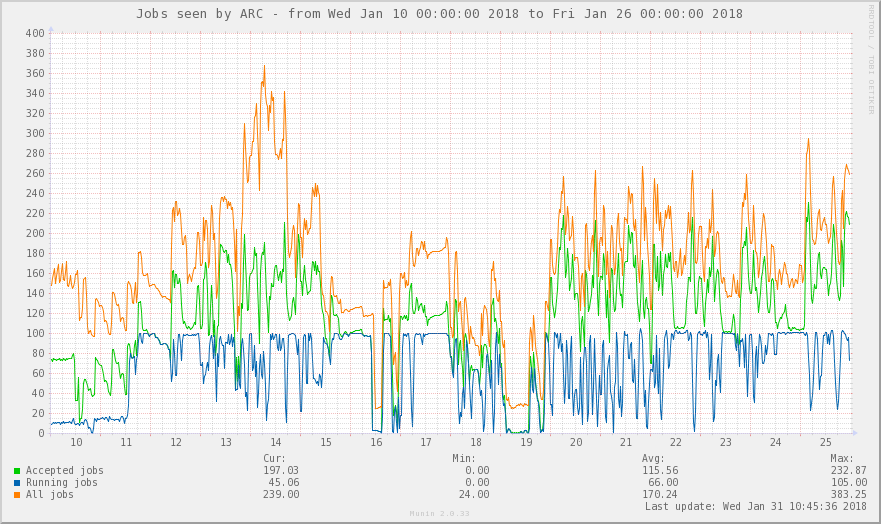 Jobs seen by ARC - from Wed Jan 10 00:00:00 2018 to Fri Jan 26 00:00:00 2018
RRDTOOL / TOBI OETIKER
400
380
360
340
320
300
280
260
240
220
200
180
160
140
120
100
80
60
40
20
0
10 11 12 13 14 15 16 17 18 19 20 21 22 23 24 25
Cur: Min: Avg: Max:
Accepted jobs 197.03 0.00 115.56 232.87
Running jobs 45.06 0.00 66.00 105.00
All jobs 239.00 24.00 170.24 383.25
Last update: Wed Jan 31 10:45:36 2018
Munin 2.0.33